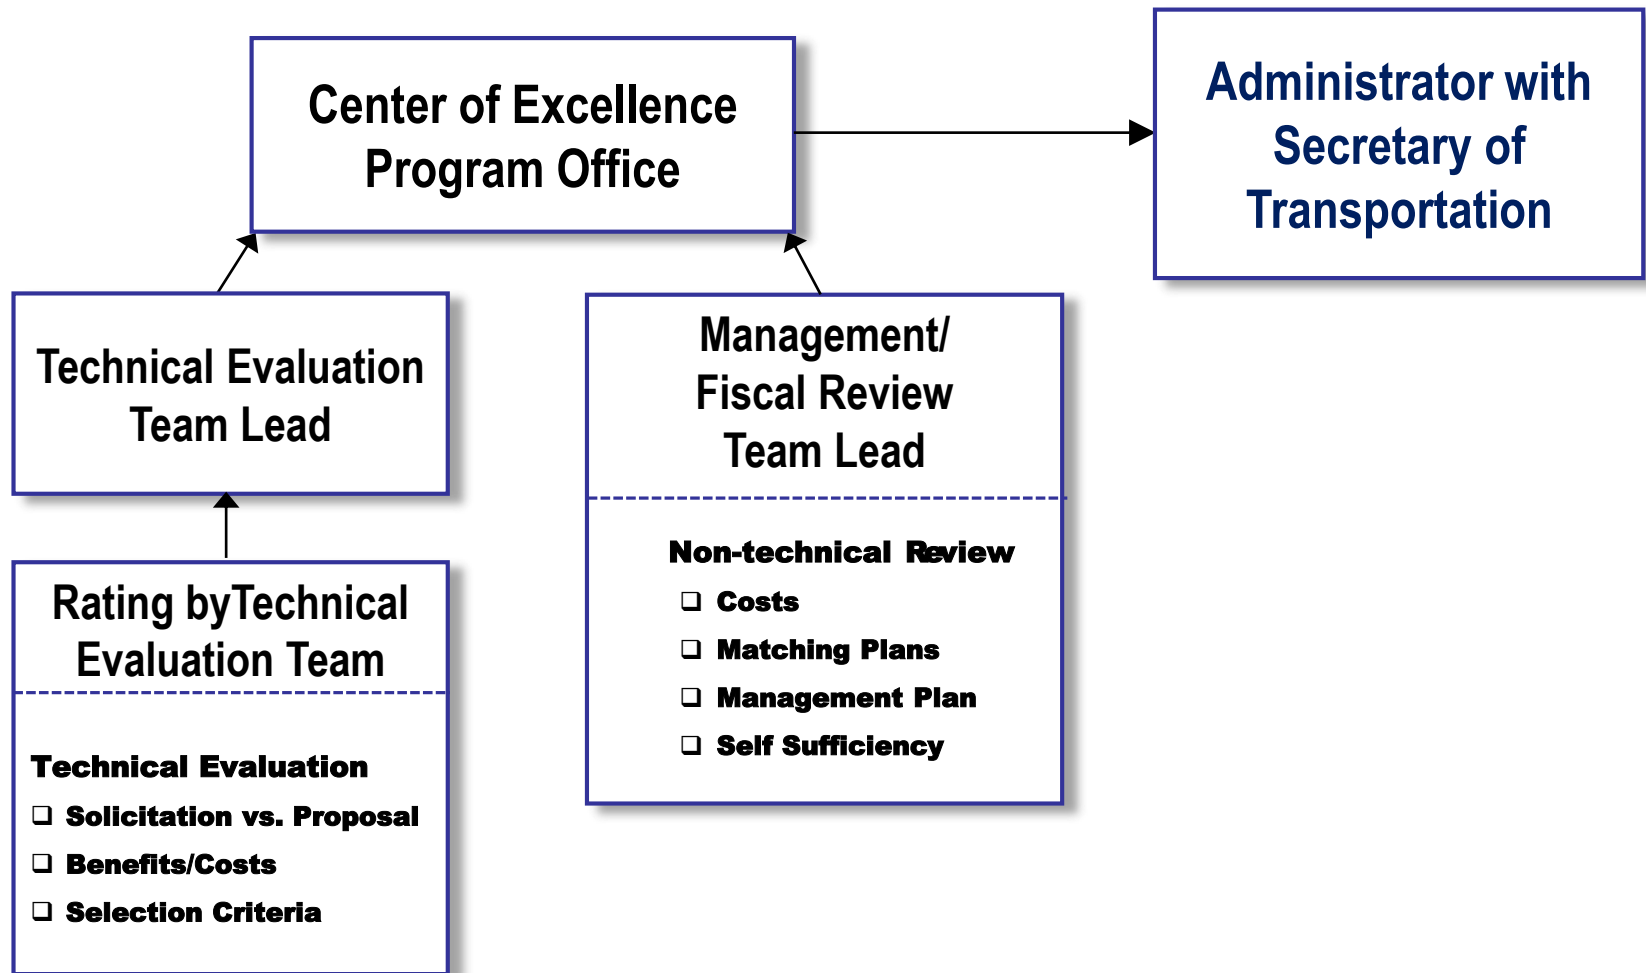 Center of Excellence
Program Office
Administrator with
Secretary of
Transportation
Technical Evaluation
Team Lead
Management/
Fiscal Review
Team Lead
Non-technical Review
❑ Costs
❑ Matching Plans
❑ Management Plan
❑ Self Sufficiency
Rating byTechnical
Evaluation Team
Technical Evaluation
❑ Solicitation vs. Proposal
❑ Benefits/Costs
❑ Selection Criteria